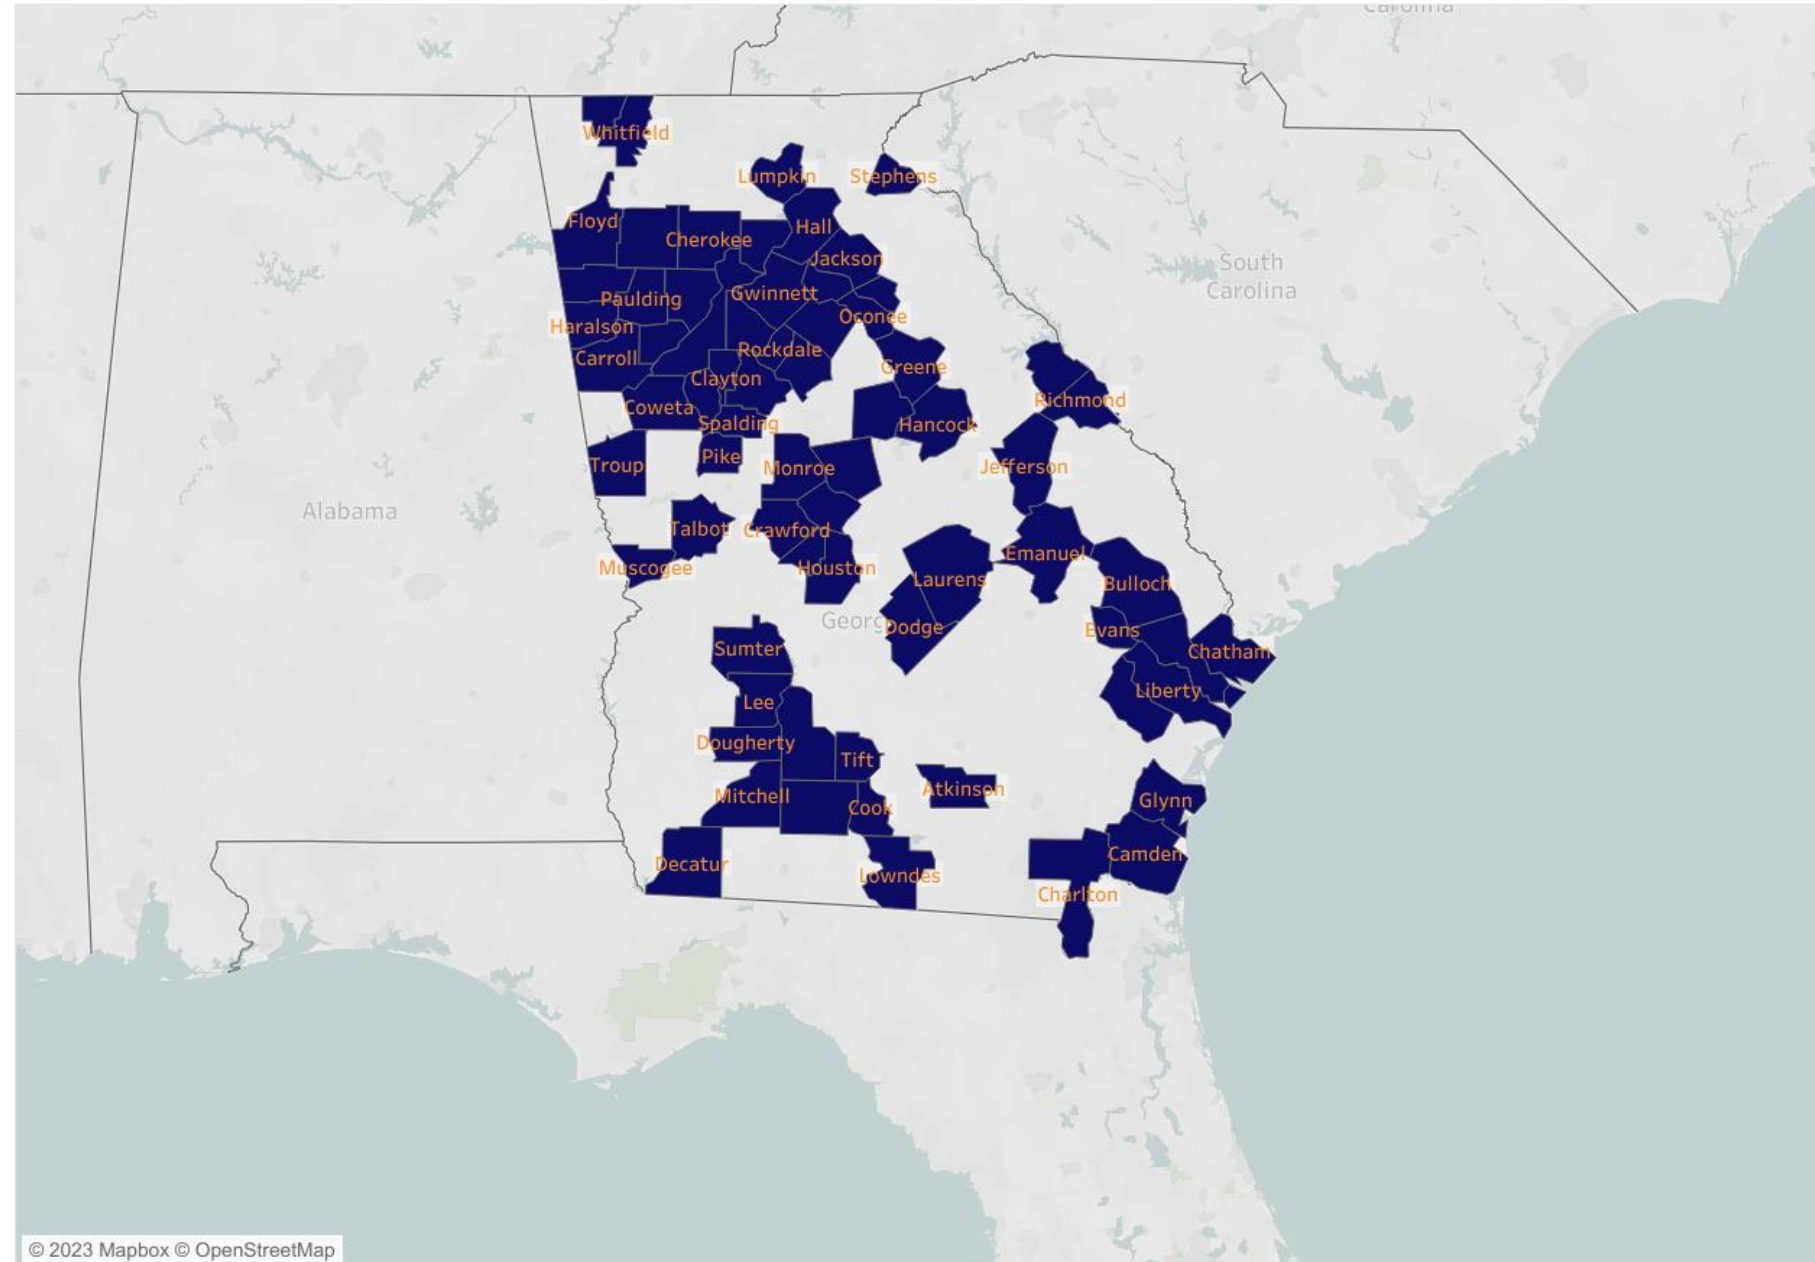 Carolina
Whitfield
Lumpkin
Stephens
Floyd
Hall
Cherokee
Jackson
South
Carolina
Gwinnett
Paulding
Oconee
Haralson
Rockdale
Carroll
Greene
Clayton
Richmond
Coweta
Spalding
Hancock
Pike
Troup
Monroe
Jefferson
Alabama
Talbot
Crawford
Emanuel
Muscogee
Houston
Laurens
Bulloch
Georg
Dodge
Evans
Sumter
Chatham
Liberty
Lee
Dougherty
Tift
Atkinson
Mitchell
Glynn
Cook
Camden
Decatur
Lowndes
Charlton
© 2023 Mapbox © OpenStreetMap